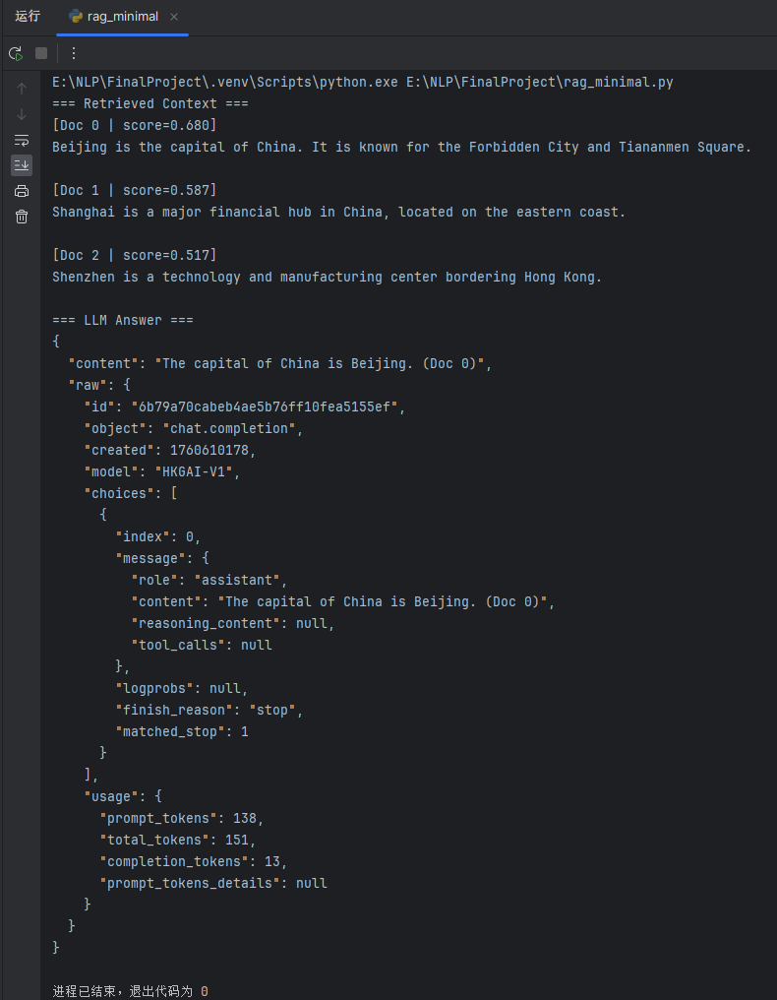 运行
rag_minimal
E:\NLP\FinalProject\.venv\Scripts\python.exe E:\NLP\FinalProject\rag_minimal.py
=== Retrieved Context ===
[Doc 0 | score=0.680]
Beijing is the capital of China. It is known for the Forbidden City and Tiananmen Square.

[Doc 1 | score=0.587]
Shanghai is a major financial hub in China, located on the eastern coast.

[Doc 2 | score=0.517]
Shenzhen is a technology and manufacturing center bordering Hong Kong.

=== LLM Answer ===
{
  "content": "The capital of China is Beijing. (Doc 0)",
  "raw": {
    "id": "6b79a70cabeb4ae5b76ff10fea5155ef",
    "object": "chat.completion",
    "created": 1760610178,
    "model": "HKGAI-V1",
    "choices": [
      {
        "index": 0,
        "message": {
          "role": "assistant",
          "content": "The capital of China is Beijing. (Doc 0)",
          "reasoning_content": null,
          "tool_calls": null
        },
        "logprobs": null,
        "finish_reason": "stop",
        "matched_stop": 1
      }
    ],
    "usage": {
      "prompt_tokens": 138,
      "total_tokens": 151,
      "completion_tokens": 13,
      "prompt_tokens_details": null
    }
  }
}

进程已结束，退出代码为 0